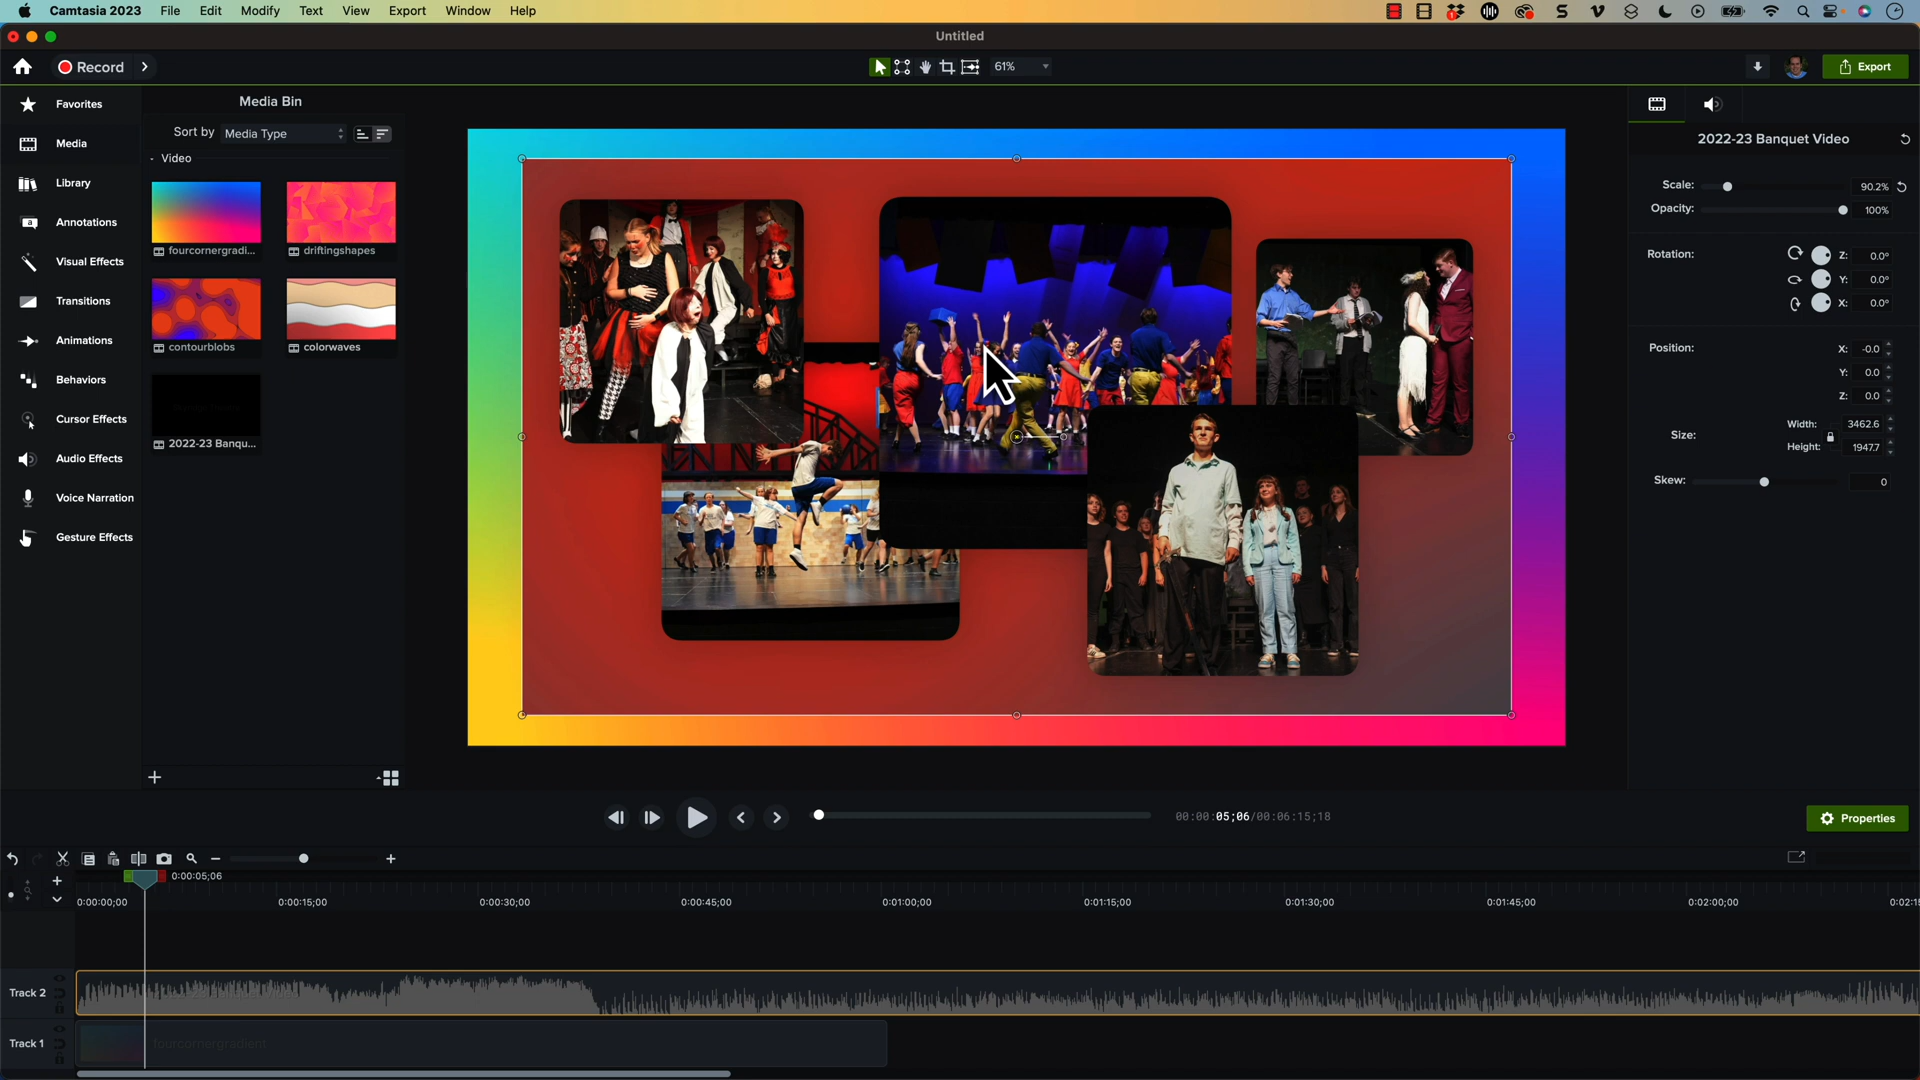 Camtasia 2023 File Edit Modify Text View Export Window Help
Untitled
Record
61%
Export
Favorites
Media
Library
Annotations
Visual Effects
Transitions
Animations
Behaviors
Cursor Effects
Audio Effects
Voice Narration
Gesture Effects
Media Bin
Sort by Media Type
- Video
fourcornergradi...
driftingshapes
contourblobs
colorwaves
2022-23 Banqu...
2022-23 Banquet Video
Scale: 90.2%
Opacity: 100%
Rotation: Z: 0.0°
Y: 0.0°
X: 0.0°
Position: X: -0.0
Y: 0.0
Z: 0.0
Size: Width: 3462.6
Height: 1947.7
Skew: 0
00:00:05;06/00:06:15;18
Properties
0:00:05;06
0:00:00;00 0:00:15;00 0:00:30;00 0:00:45;00 0:01:00;00 0:01:15;00 0:01:30;00 0:01:45;00 0:02:00;00 0:02:15
Track 2
Track 1
fourcornergradient